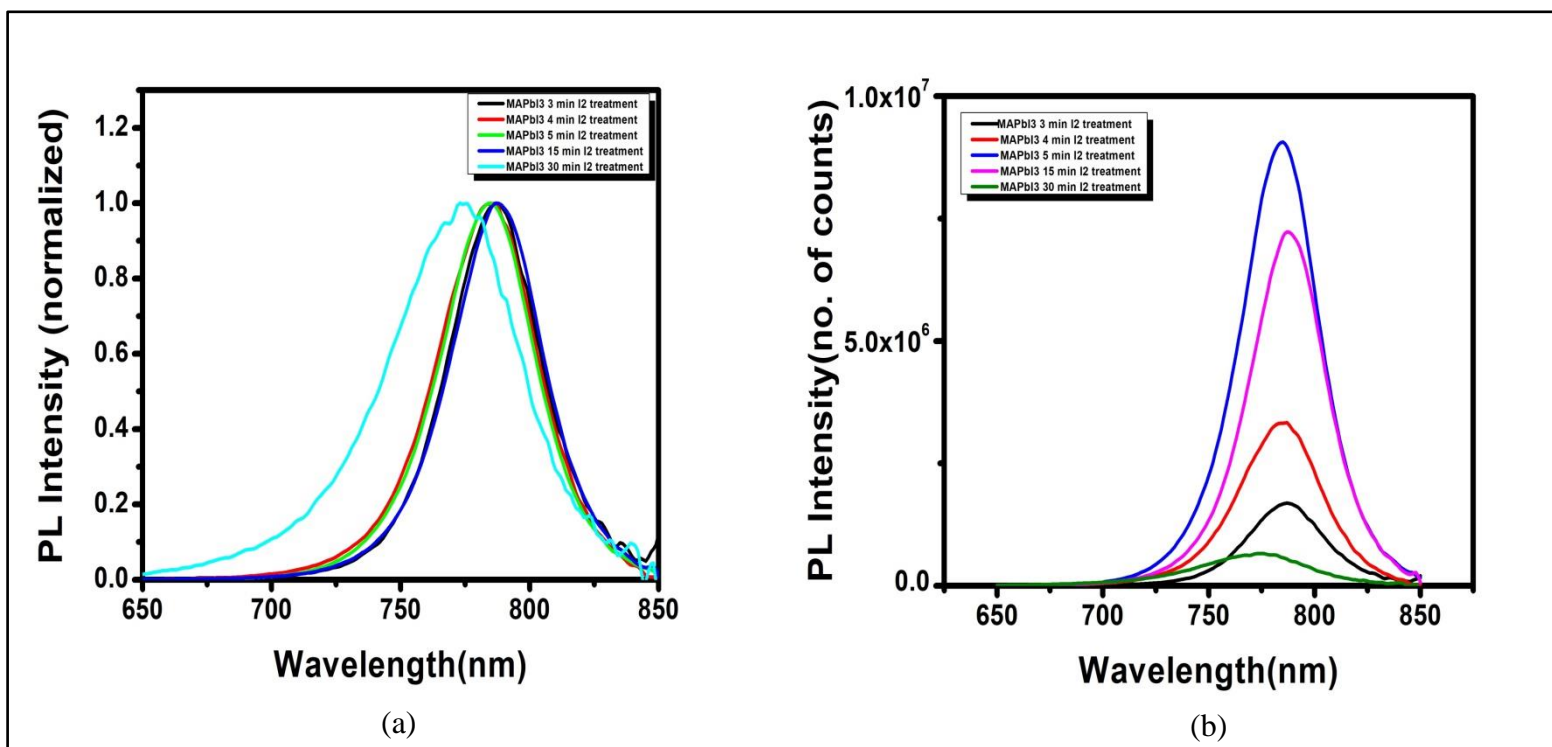 PL Intensity (normalized)
1.2
1.0
0.8
0.6
0.4
0.2
0.0
MAPbI3 3 min I2 treatment
MAPbI3 4 min I2 treatment
MAPbI3 5 min I2 treatment
MAPbI3 15 min I2 treatment
MAPbI3 30 min I2 treatment
650 700 750 800 850
Wavelength(nm)
(a)
PL Intensity(no. of counts)
1.0x10⁷
5.0x10⁶
0.0
MAPbI3 3 min I2 treatment
MAPbI3 4 min I2 treatment
MAPbI3 5 min I2 treatment
MAPbI3 15 min I2 treatment
MAPbI3 30 min I2 treatment
650 700 750 800 850
Wavelength(nm)
(b)